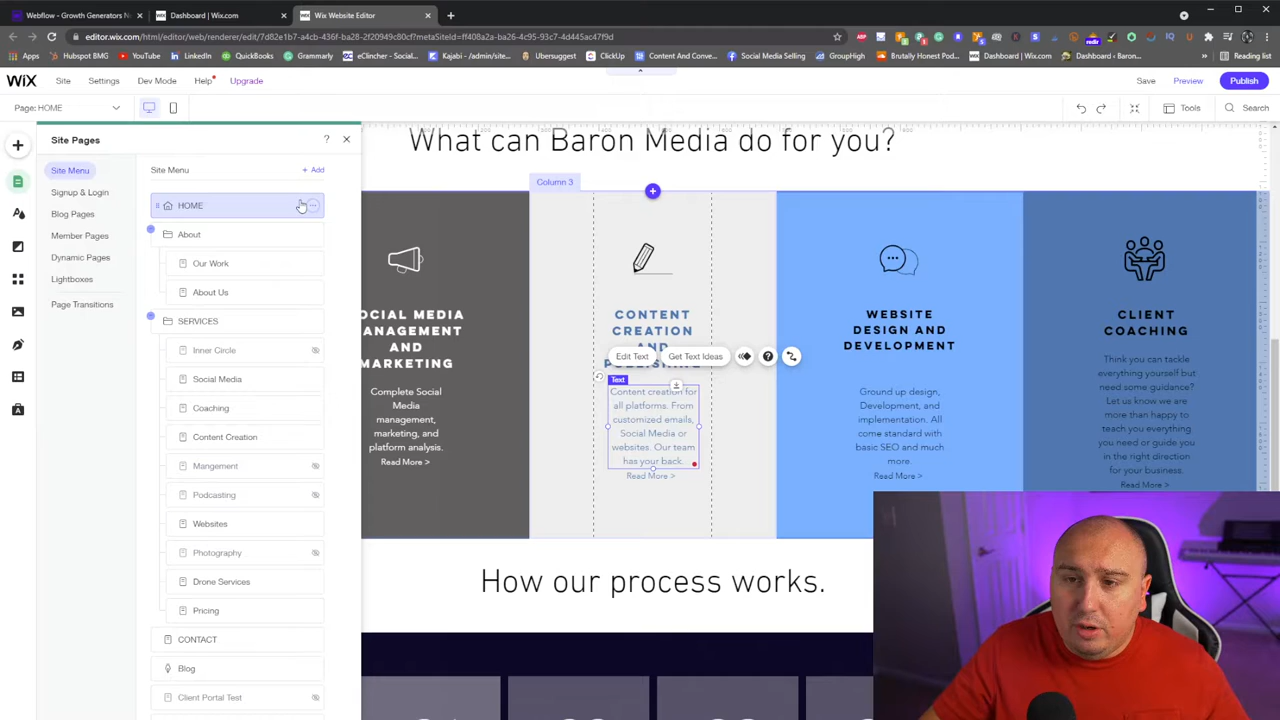 Webflow - Growth Generators N
Dashboard | Wix.com
Wix Website Editor
editor.wix.com/html/editor/web/renderer/edit/7d82e1b7-a4cb-436f-ba28-2f20949c80cf?metaSiteId=ff408aa2-ba26-4c95-93c7-4d445acf47f9d
Apps
Hubspot BMG
YouTube
LinkedIn
QuickBooks
Grammarly
eClincher - Social...
Kajabi - /admin/site...
Ubersuggest
ClickUp
Content And Conve...
Social Media Selling
GroupHigh
Brutally Honest Pod...
Dashboard | Wix.com
Dashboard ‹ Baron...
Reading list
WiX
Site
Settings
Dev Mode
Help
Upgrade
Save
Preview
Publish
Page: HOME
Tools
Search
Site Pages
?
Site Menu
Signup & Login
Blog Pages
Member Pages
Dynamic Pages
Lightboxes
Page Transitions
Site Menu
+ Add
HOME
About
Our Work
About Us
SERVICES
Inner Circle
Social Media
Coaching
Content Creation
Mangement
Podcasting
Websites
Photography
Drone Services
Pricing
CONTACT
Blog
Client Portal Test
What can Baron Media do for you?
Column 3
OCIAL MEDIA
ANAGEMENT
AND
MARKETING
Complete Social
Media
management,
marketing, and
platform analysis.
Read More >
CONTENT
CREATION
AND
Edit Text
Get Text Ideas
Text
Content creation for
all platforms. From
customized emails,
Social Media or
websites. Our team
has your back.
Read More >
WEBSITE
DESIGN AND
DEVELOPMENT
Ground up design,
Development, and
implementation. All
come standard with
basic SEO and much
more.
Read More >
CLIENT
COACHING
Think you can tackle
everything yourself but
need some guidance?
Let us know we are
more than happy to
teach you everything
you need or guide you
in the right direction
for your business.
Read More >
How our process works.